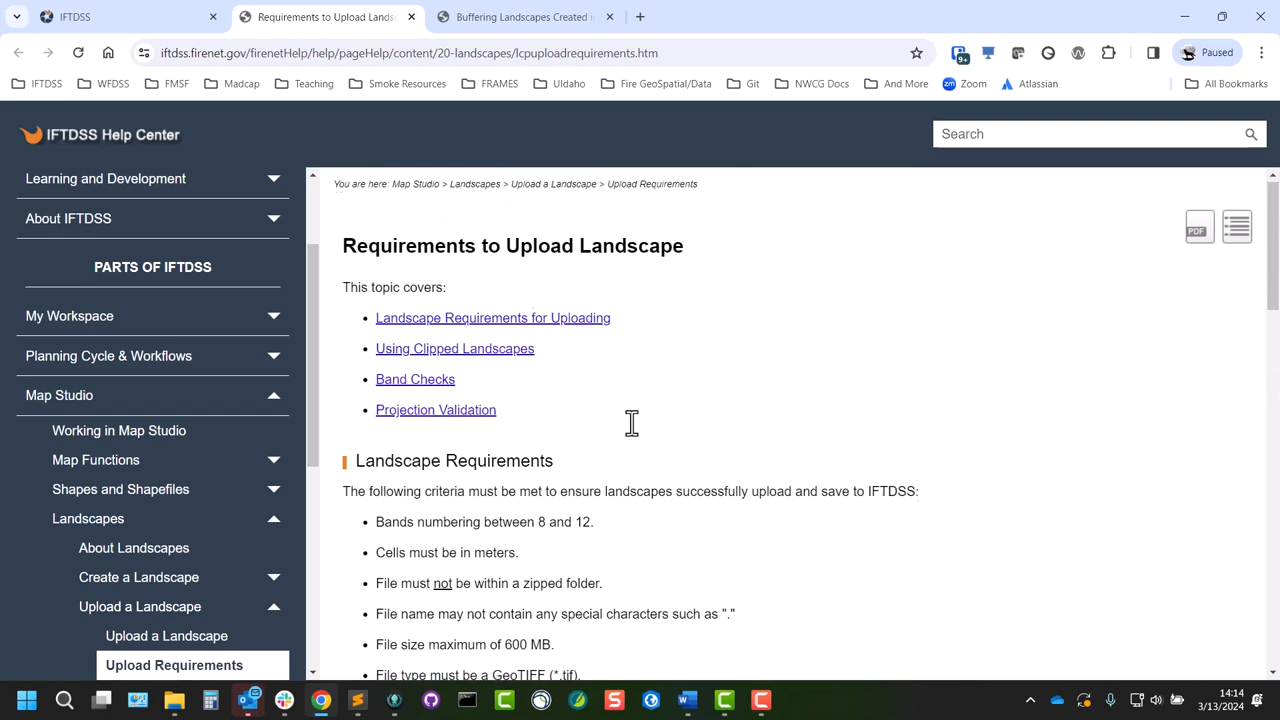 IFTDSS
Requirements to Upload Lands
Buffering Landscapes Created i
iftdss.firenet.gov/firenetHelp/help/pageHelp/content/20-landscapes/lcpuploadrequirements.htm
9+
Paused
IFTDSS
WFDSS
FMSF
Madcap
Teaching
Smoke Resources
FRAMES
UIdaho
Fire GeoSpatial/Data
Git
NWCG Docs
And More
Zoom
Atlassian
All Bookmarks
IFTDSS Help Center
Search
Learning and Development
About IFTDSS
PARTS OF IFTDSS
My Workspace
Planning Cycle & Workflows
Map Studio
Working in Map Studio
Map Functions
Shapes and Shapefiles
Landscapes
About Landscapes
Create a Landscape
Upload a Landscape
Upload a Landscape
Upload Requirements
You are here: Map Studio > Landscapes > Upload a Landscape > Upload Requirements
PDF
Requirements to Upload Landscape
This topic covers:
• Landscape Requirements for Uploading
• Using Clipped Landscapes
• Band Checks
• Projection Validation
Landscape Requirements
The following criteria must be met to ensure landscapes successfully upload and save to IFTDSS:
• Bands numbering between 8 and 12.
• Cells must be in meters.
• File must not be within a zipped folder.
• File name may not contain any special characters such as "."
• File size maximum of 600 MB.
• File type must be a GeoTIFF (*.tif).
14:14
3/13/2024